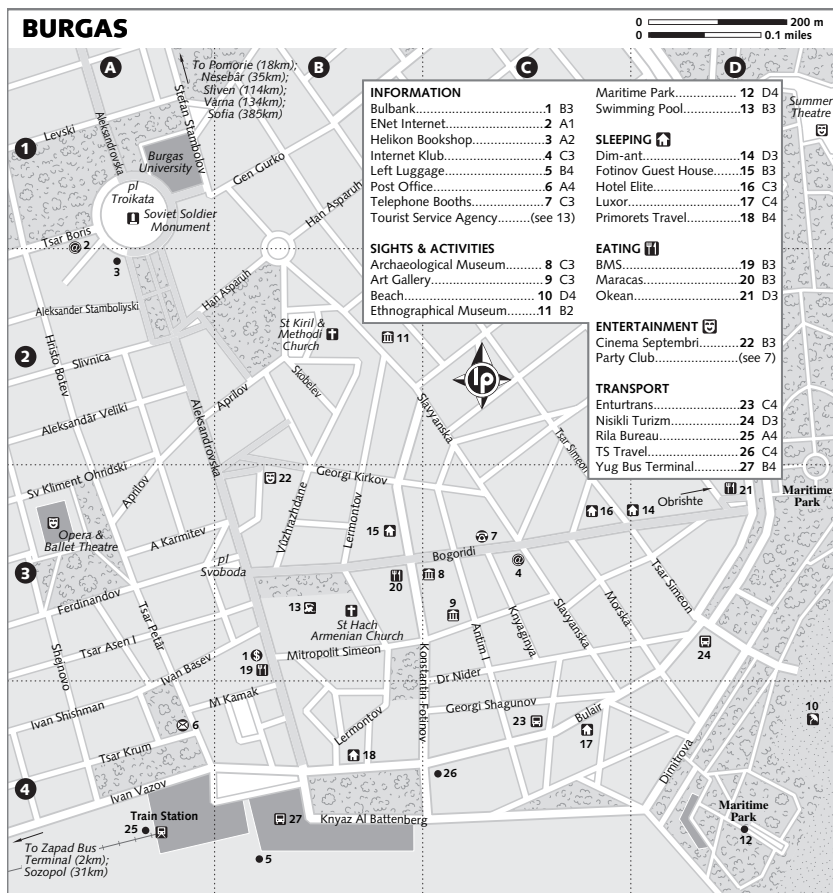 BURGAS
0 200 m
0 0.1 miles
A
B
C
D
1
2
3
4
To Pomorie (18km);
Nesebâr (35km);
Sliven (114km);
Varna (134km);
Sofia (385km)
INFORMATION
Bulbank 1 B3
ENet Internet 2 A1
Helikon Bookshop 3 A2
Internet Klub 4 C3
Left Luggage 5 B4
Post Office 6 A4
Telephone Booths 7 C3
Tourist Service Agency (see 13)
SIGHTS & ACTIVITIES
Archaeological Museum 8 C3
Art Gallery 9 C3
Beach 10 D4
Ethnographical Museum 11 B2
Maritime Park 12 D4
Swimming Pool 13 B3
SLEEPING
Dim-ant 14 D3
Fotinov Guest House 15 B3
Hotel Elite 16 C3
Luxor 17 C4
Primorets Travel 18 B4
EATING
BMS 19 B3
Maracas 20 B3
Okean 21 D3
ENTERTAINMENT
Cinema Septembri 22 B3
Party Club (see 7)
TRANSPORT
Enturtrans 23 C4
Nisikli Turizm 24 D3
Rila Bureau 25 A4
TS Travel 26 C4
Yug Bus Terminal 27 B4
Summer
Theatre
Levski
Aleksandrovska
Stefan Stambolov
Burgas
University
Gen Gurko
Han Asparuh
pl
Troikata
Soviet Soldier
Monument
Tsar Boris
@ 2
3
Han Asparuh
Aleksander Stamboliyski
Hristo Botev
Slivnica
St Kiril &
Methodi
Church
11
lp
Skobelev
Aprilov
Slavyanska
Aleksandâr Veliki
Aleksandrovska
Tsar Simeon
Sv Kliment Ohridski
Aprilov
22
Georgi Kirkov
Obrishte
21
Maritime
Park
Vûzhrazhdane
Lermontov
16
14
Opera &
Ballet Theatre
A Karmitev
15
7
Bogoridi
@
4
pl
Svoboda
20
8
Tsar Simeon
Ferdinandov
Tsar Petâr
13
St Hach
Armenian Church
9
Antim I
Knyaginya
Slavyanska
Morska
Tsar Asen I
1 $
19
Mitropolit Simeon
24
Shejnovo
Ivan Basev
Konstantin Fotinov
Dr Nider
M Kamak
Georgi Shagunov
10
Ivan Shishman
6
Lermontov
23
Bulair
17
Tsar Krum
18
26
Dimitrova
Ivan Vazov
Train Station
25
27
Knyaz Al Battenberg
Maritime
Park
12
To Zapad Bus
Terminal (2km);
Sozopol (31km)
5